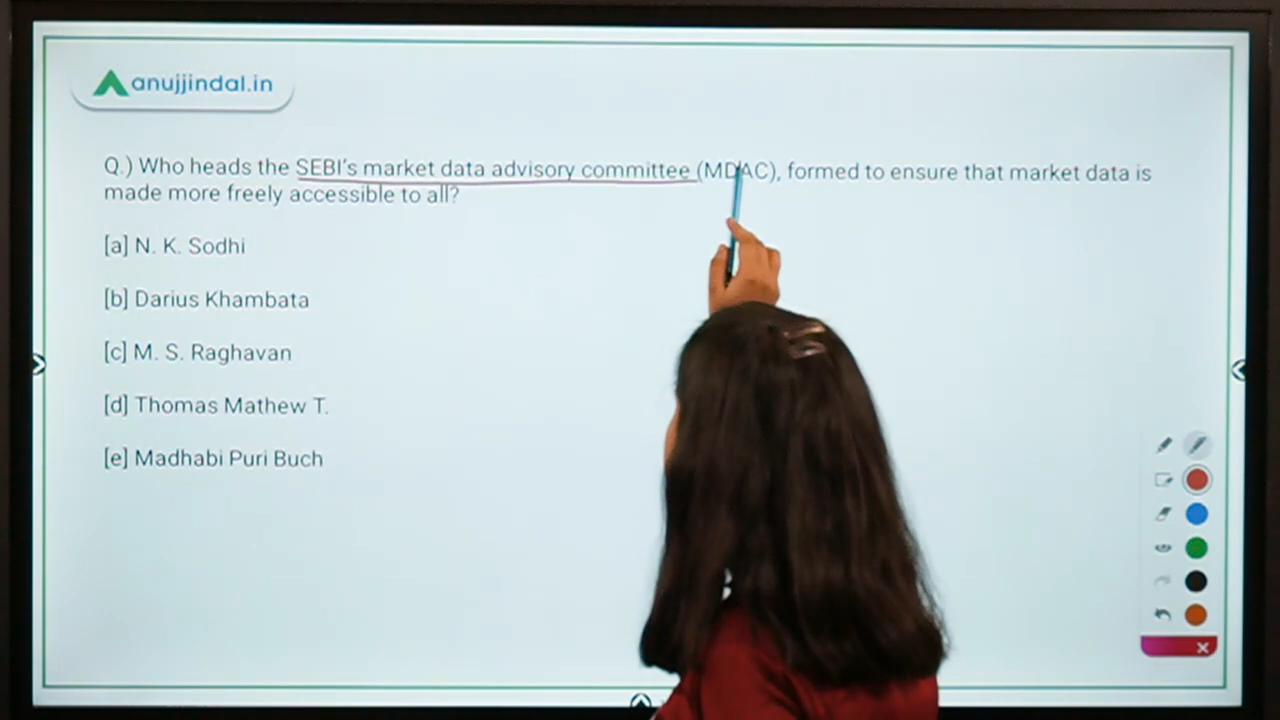 anujjindal.in
Q.) Who heads the SEBI's market data advisory committee (MDAC), formed to ensure that market data is
made more freely accessible to all?
[a] N. K. Sodhi
[b] Darius Khambata
[c] M. S. Raghavan
[d] Thomas Mathew T.
[e] Madhabi Puri Buch